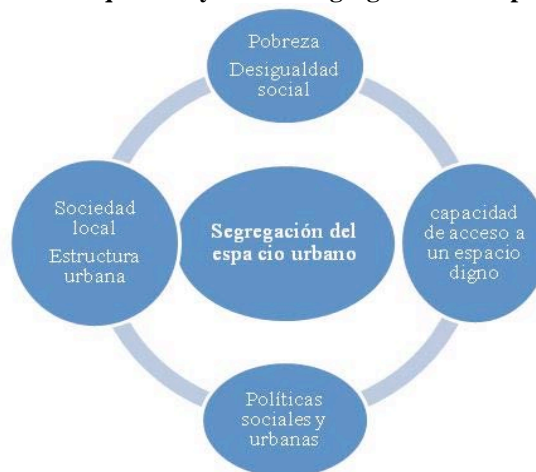 Pobreza
Desigualdad
social
Sociedad
local
Estructura
urbana
Segregación del
espa cio urbano
capacidad
de acceso a
un espacio
digno
Políticas
sociales y
urbanas